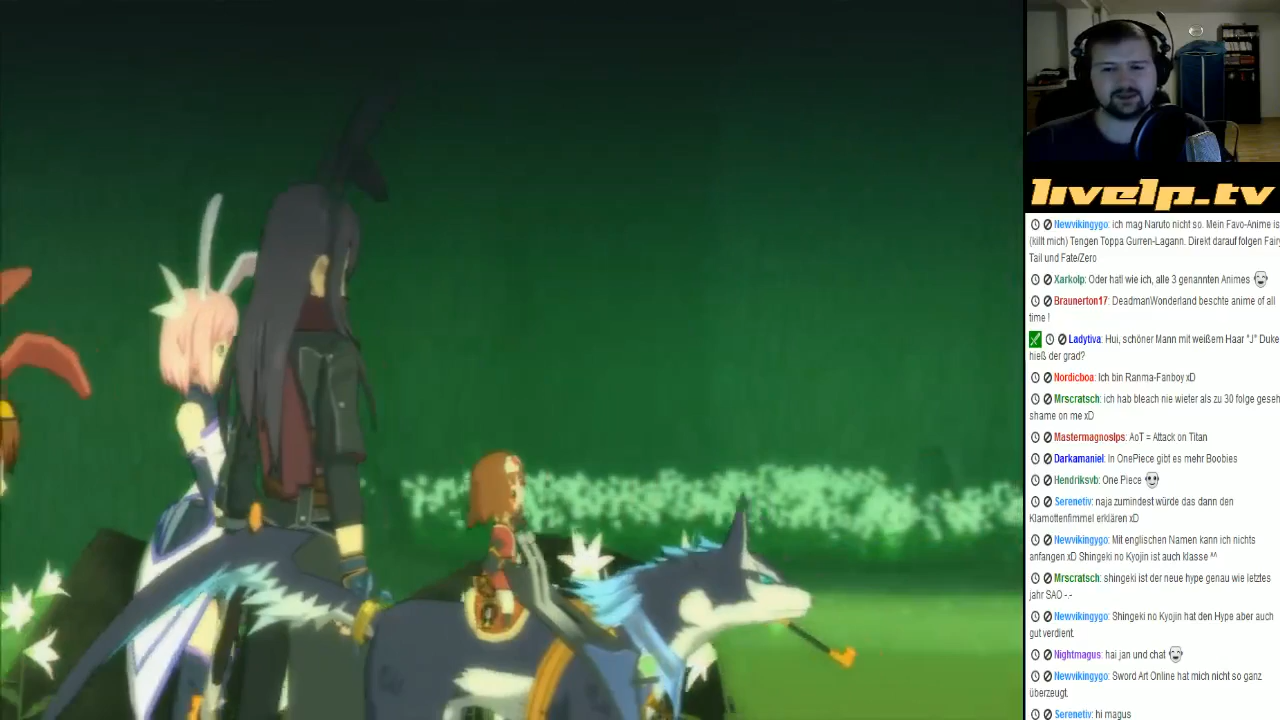 livelp.tv
Newvikingygo: ich mag Naruto nicht so. Mein Favo-Anime is
(killt mich) Tengen Toppa Gurren-Lagann. Direkt darauf folgen Fairy
Tail und Fate/Zero
Xarkolp: Oder hatl wie ich, alle 3 genannten Animes
Braunerton17: DeadmanWonderland beschte anime of all
time !
Ladytiva: Hui, schöner Mann mit weißem Haar "J" Duke
hieß der grad?
Nordicboa: Ich bin Ranma-Fanboy xD
Mrscratsch: ich hab bleach nie wieter als zu 30 folge geseh
shame on me xD
Mastermagnoslps: AoT = Attack on Titan
Darkamaniel: In OnePiece gibt es mehr Boobies
Hendriksvb: One Piece
Serenetiv: naja zumindest würde das dann den
Klamottenfimmel erklären xD
Newvikingygo: Mit englischen Namen kann ich nichts
anfangen xD Shingeki no Kyojin ist auch klasse ^^
Mrscratsch: shingeki ist der neue hype genau wie letztes
jahr SAO -.-
Newvikingygo: Shingeki no Kyojin hat den Hype aber auch
gut verdient.
Nightmagus: hai jan und chat
Newvikingygo: Sword Art Online hat mich nicht so ganz
überzeugt.
Serenetiv: hi magus